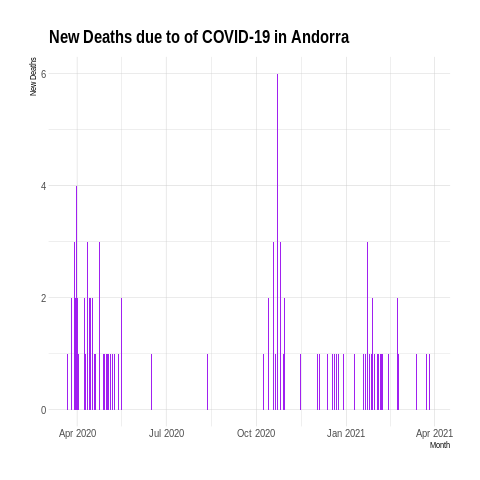 New Deaths due to of COVID-19 in Andorra
New Deaths
6
4
2
0
Apr 2020 Jul 2020 Oct 2020 Jan 2021 Apr 2021
Month